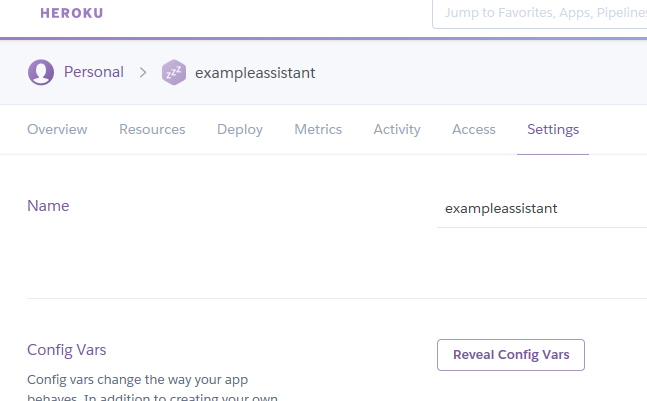 HEROKU
Jump to Favorites, Apps, Pipelines
Personal > zzz exampleassistant
Overview Resources Deploy Metrics Activity Access Settings
Name exampleassistant
Config Vars Reveal Config Vars
Config vars change the way your app
behaves. In addition to creating your own